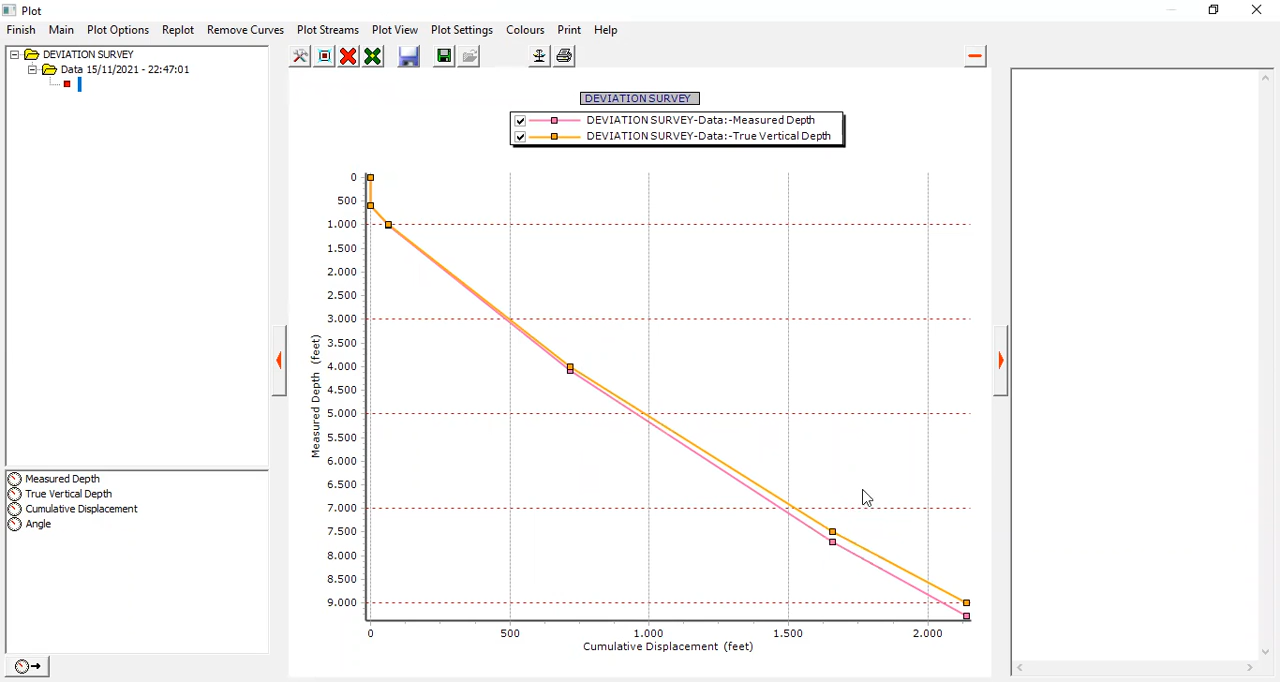 Plot
Finish Main Plot Options Replot Remove Curves Plot Streams Plot View Plot Settings Colours Print Help
DEVIATION SURVEY
Data 15/11/2021 - 22:47:01
Measured Depth
True Vertical Depth
Cumulative Displacement
Angle
DEVIATION SURVEY
DEVIATION SURVEY-Data:-Measured Depth
DEVIATION SURVEY-Data:-True Vertical Depth
Measured Depth (feet)
0
500
1.000
1.500
2.000
2.500
3.000
3.500
4.000
4.500
5.000
5.500
6.000
6.500
7.000
7.500
8.000
8.500
9.000
0 500 1.000 1.500 2.000
Cumulative Displacement (feet)